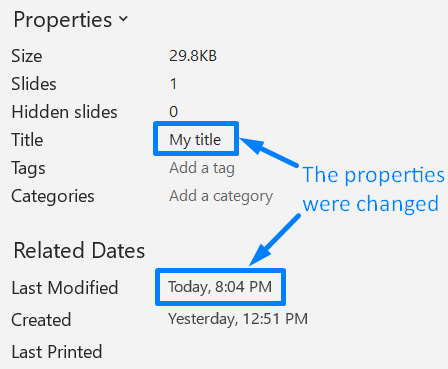 Properties
Size 29.8KB
Slides 1
Hidden slides 0
Title My title
Tags Add a tag
Categories Add a category
The properties
were changed
Related Dates
Last Modified Today, 8:04 PM
Created Yesterday, 12:51 PM
Last Printed